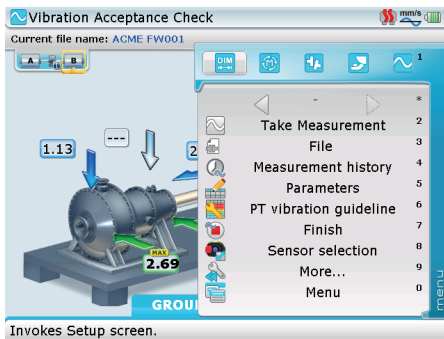 Vibration Acceptance Check
mm/s
Current file name: ACME FW001
A
B
DIM
1
- *
Take Measurement 2
File 3
Measurement history 4
Parameters 5
PT vibration guideline 6
Finish 7
Sensor selection 8
More... 9
Menu 0
menu
1.13
---
2
MAX
2.69
GROU
Invokes Setup screen.